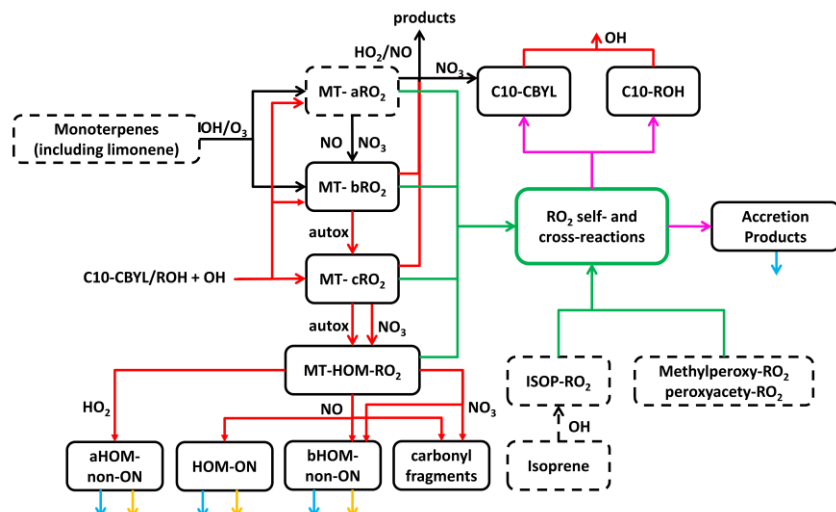 products
OH
HO₂/NO
NO₃
MT- aRO₂
C10-CBYL
C10-ROH
Monoterpenes
(including limonene)
OH/O₃
NO
NO₃
MT- bRO₂
RO₂ self- and
cross-reactions
Accretion
Products
autox
C10-CBYL/ROH + OH
MT- cRO₂
autox
NO₃
MT-HOM-RO₂
ISOP-RO₂
Methylperoxy-RO₂
peroxyacety-RO₂
HO₂
NO
NO₃
OH
aHOM-
non-ON
HOM-ON
bHOM-
non-ON
carbonyl
fragments
Isoprene